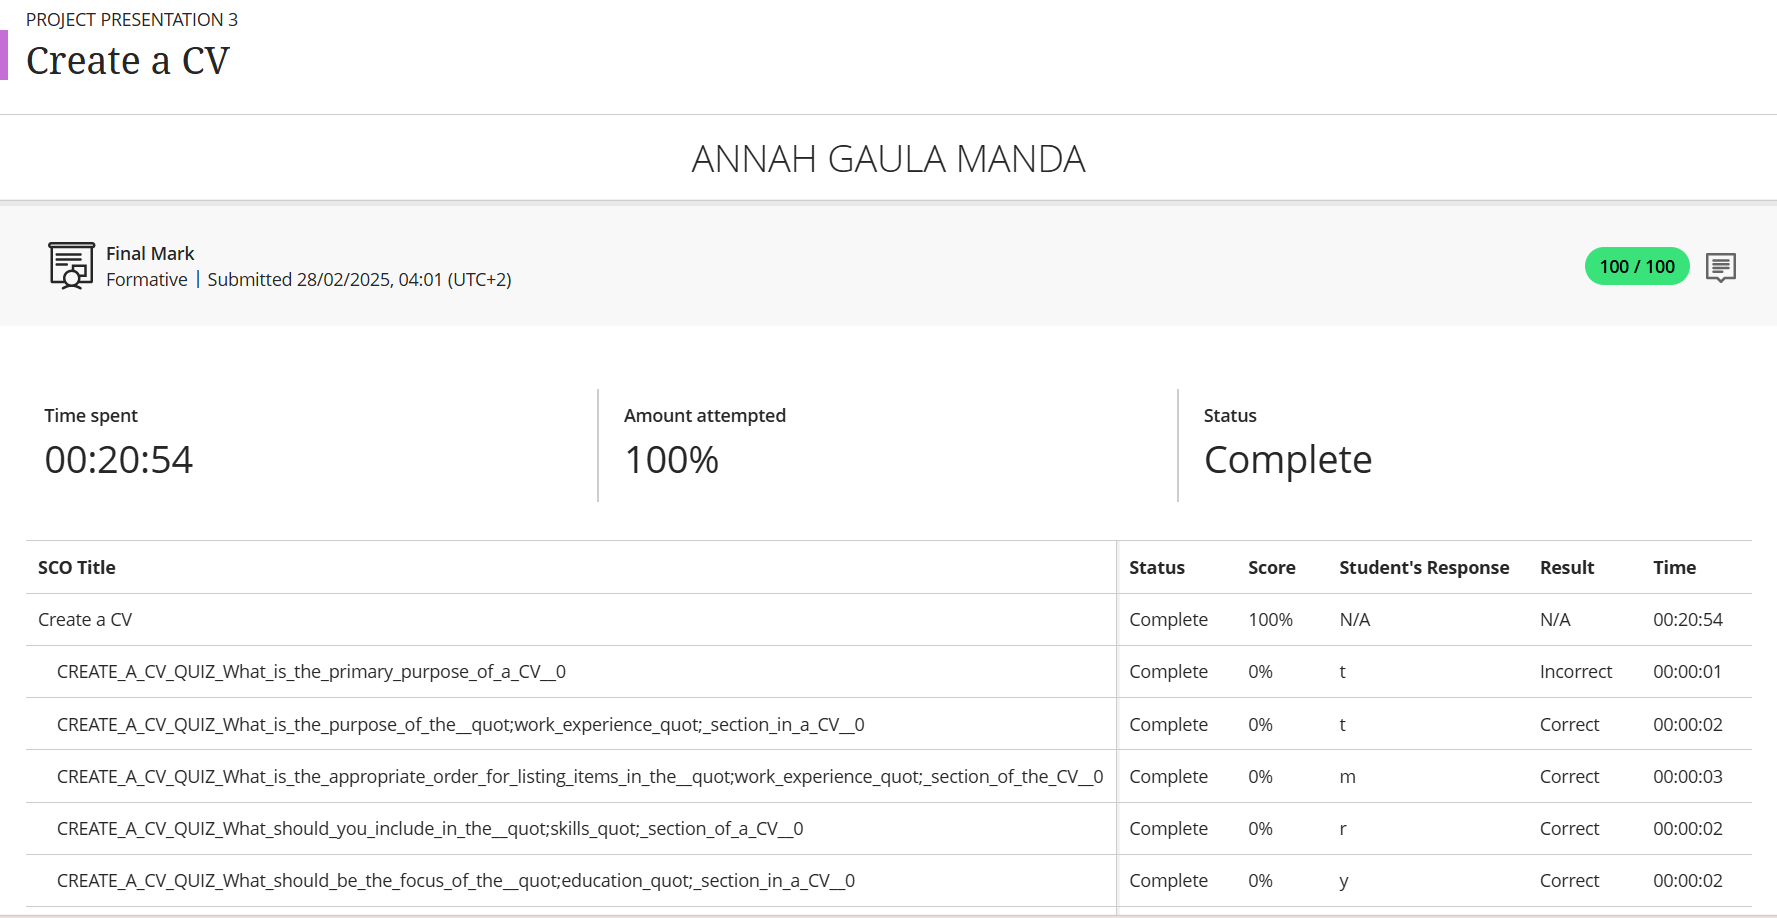 PROJECT PRESENTATION 3
Create a CV
ANNAH GAULA MANDA
Final Mark
Formative | Submitted 28/02/2025, 04:01 (UTC+2)
100 / 100
Time spent
00:20:54
Amount attempted
100%
Status
Complete
SCO Title Status Score Student's Response Result Time
Create a CV Complete 100% N/A N/A 00:20:54
CREATE_A_CV_QUIZ_What_is_the_primary_purpose_of_a_CV__0 Complete 0% t Incorrect 00:00:01
CREATE_A_CV_QUIZ_What_is_the_purpose_of_the__quot;work_experience_quot;_section_in_a_CV__0 Complete 0% t Correct 00:00:02
CREATE_A_CV_QUIZ_What_is_the_appropriate_order_for_listing_items_in_the__quot;work_experience_quot;_section_of_the_CV__0 Complete 0% m Correct 00:00:03
CREATE_A_CV_QUIZ_What_should_you_include_in_the__quot;skills_quot;_section_of_a_CV__0 Complete 0% r Correct 00:00:02
CREATE_A_CV_QUIZ_What_should_be_the_focus_of_the__quot;education_quot;_section_in_a_CV__0 Complete 0% y Correct 00:00:02